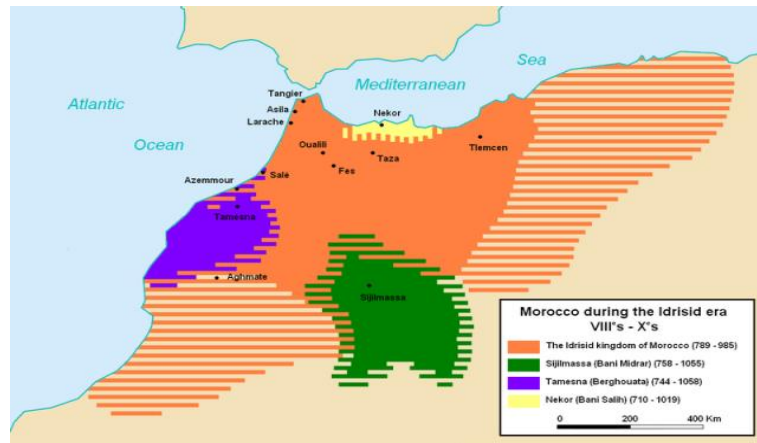 Sea
Mediterranean
Atlantic
Ocean
Tangier
Asila
Larache
Nekor
Oualili
Taza
Tlemcen
Fes
Salé
Azemmour
Tamesna
Aghmate
Sijilmassa
Morocco during the Idrisid era
VIII°s - X°s
The Idrisid kingdom of Morocco (789 - 985)
Sijilmassa (Bani Midrar) (758 - 1055)
Tamesna (Berghouata) (744 - 1058)
Nekor (Bani Salih) (710 - 1019)
0 200 400 Km